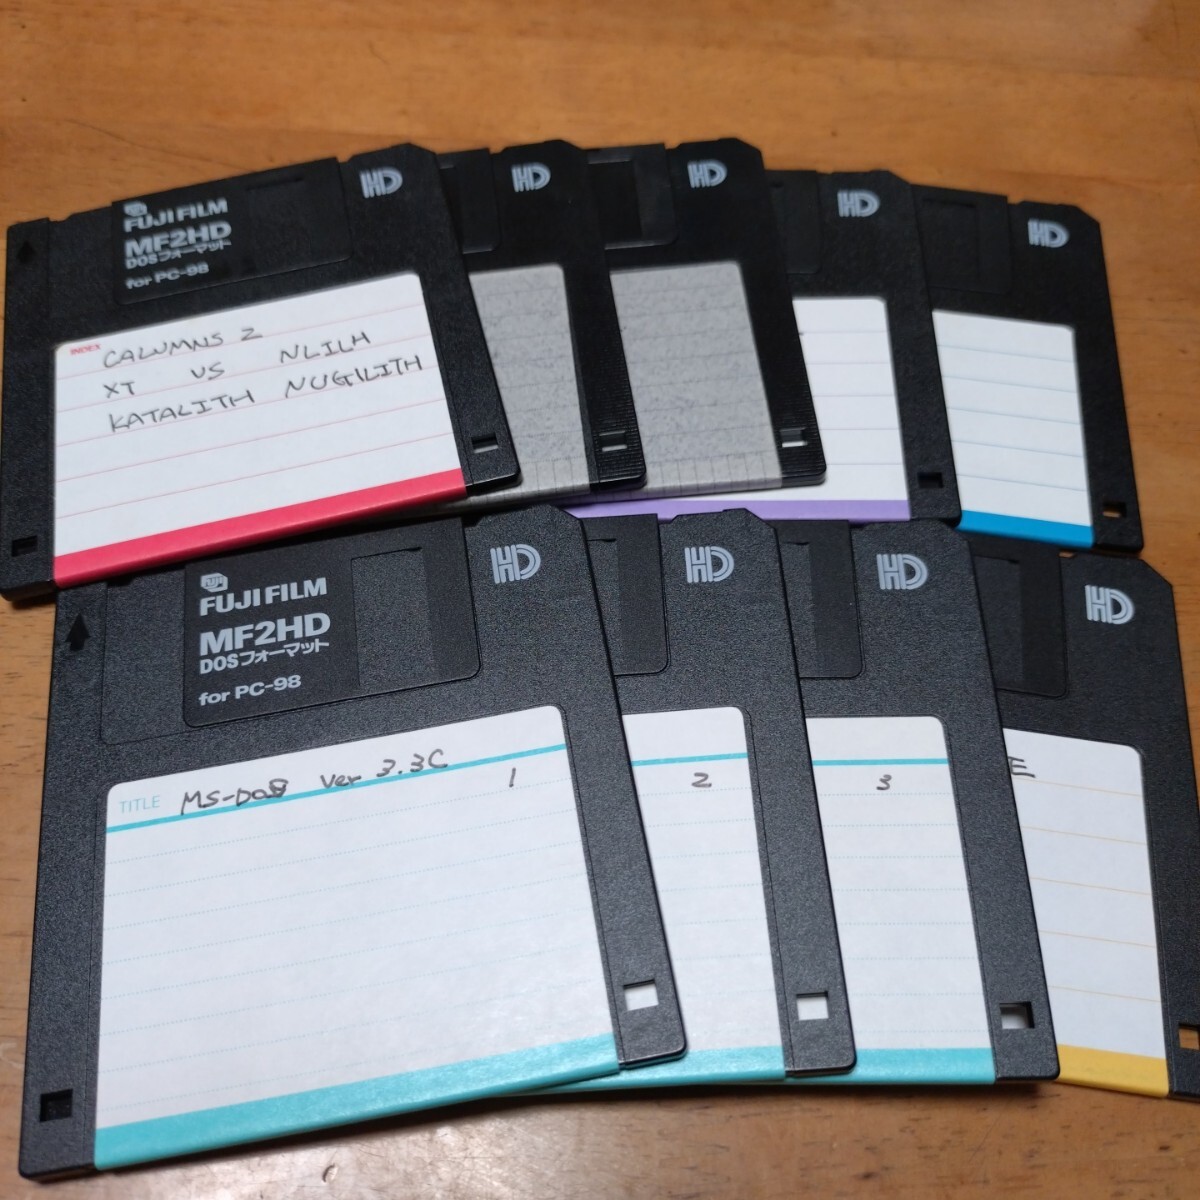 FUJIFILM
MF2HD
DOSフォーマット
for PC-98
HD
HD
HD
HD
HD
INDEX
CALUMNS 2
XT VS NLILH
KATALITH NUGILITH
FUJI
FUJIFILM
MF2HD
DOSフォーマット
for PC-98
HD
HD
HD
HD
TITLE MS-DOS Ver 3.3C 1
2
3